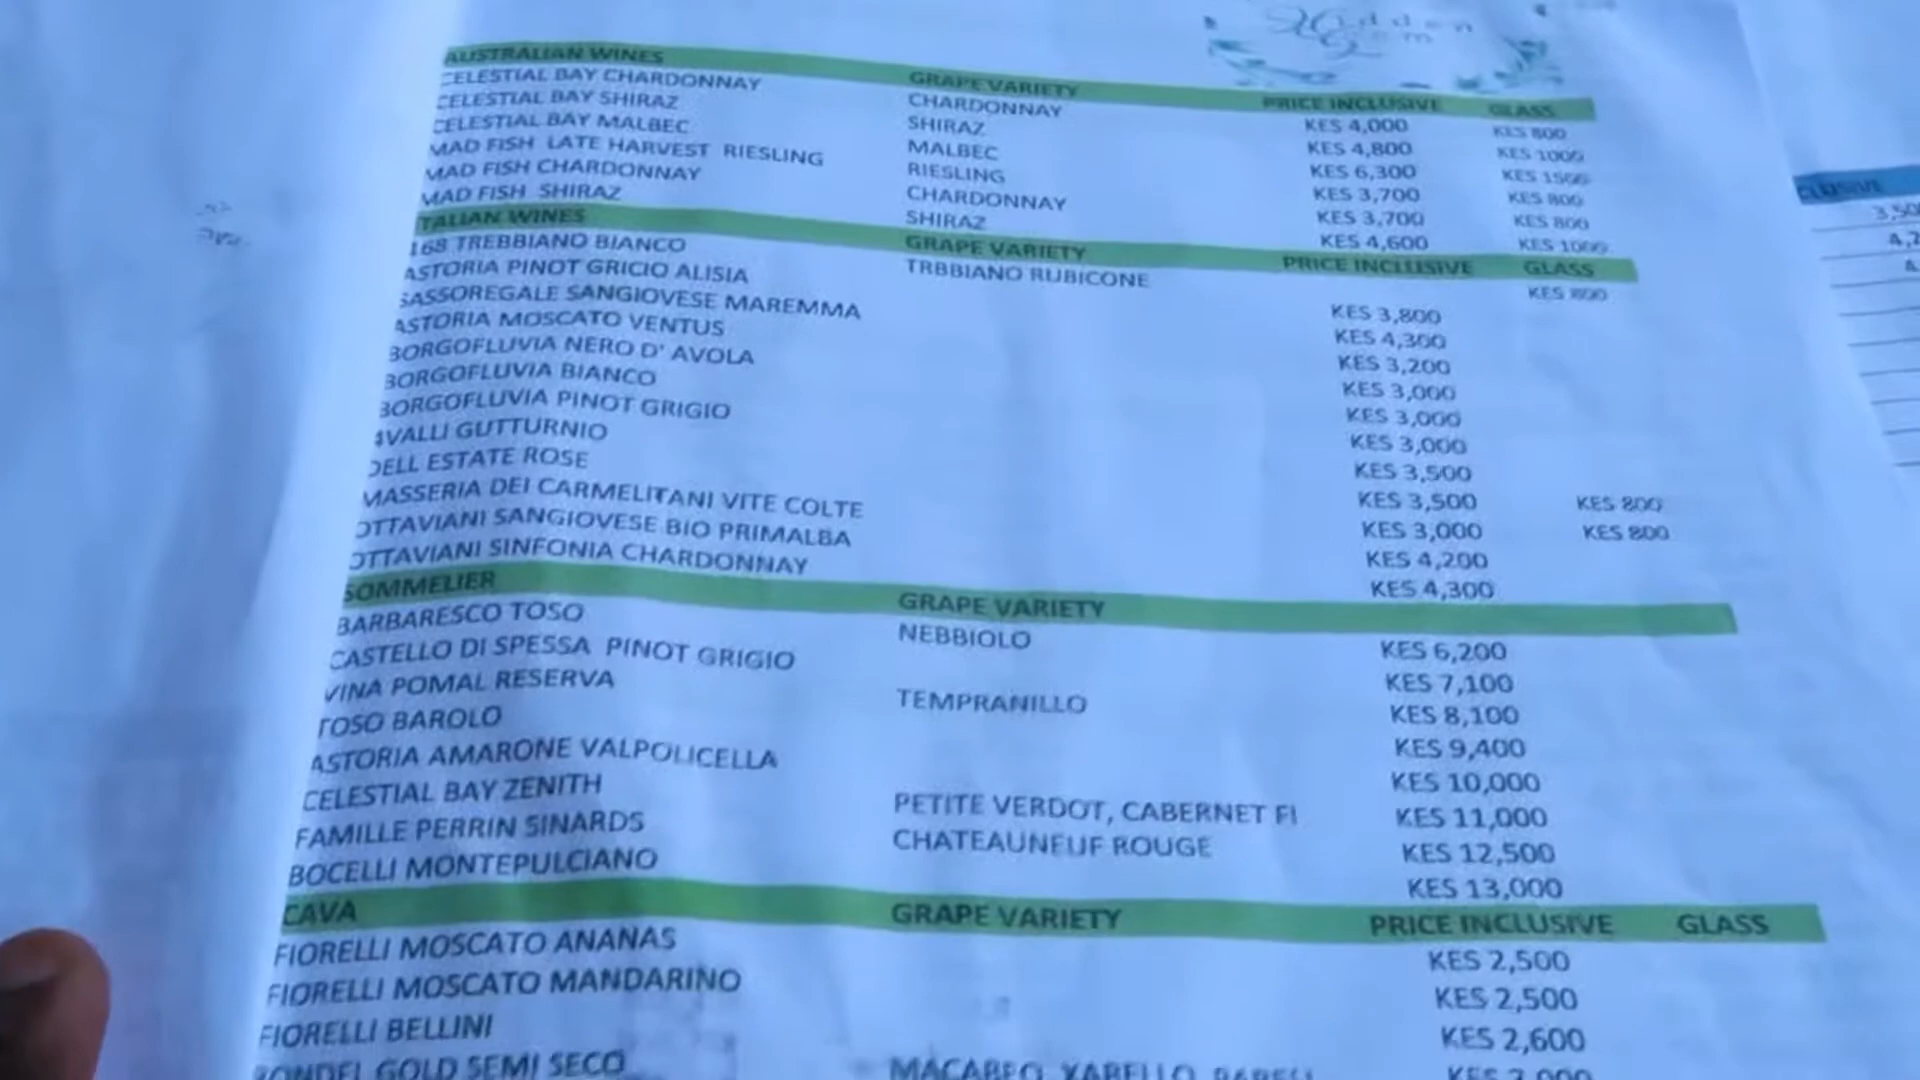 Hidden Gem
AUSTRALIAN WINES GRAPE VARIETY PRICE INCLUSIVE GLASS
CELESTIAL BAY CHARDONNAY CHARDONNAY KES 4,000 KES 800
CELESTIAL BAY SHIRAZ SHIRAZ KES 4,800 KES 1000
CELESTIAL BAY MALBEC MALBEC KES 6,300 KES 1500
MAD FISH LATE HARVEST RIESLING RIESLING KES 3,700 KES 800
MAD FISH CHARDONNAY CHARDONNAY KES 3,700 KES 800
MAD FISH SHIRAZ SHIRAZ KES 4,600 KES 1000
TALIAN WINES GRAPE VARIETY PRICE INCLUSIVE GLASS
168 TREBBIANO BIANCO TRBBIANO RUBICONE KES 800
ASTORIA PINOT GRICIO ALISIA KES 3,800
SASSOREGALE SANGIOVESE MAREMMA KES 4,300
ASTORIA MOSCATO VENTUS KES 3,200
BORGOFLUVIA NERO D' AVOLA KES 3,000
BORGOFLUVIA BIANCO KES 3,000
BORGOFLUVIA PINOT GRIGIO KES 3,000
AVALLI GUTTURNIO KES 3,500
DELL ESTATE ROSE KES 3,500 KES 800
MASSERIA DEI CARMELITANI VITE COLTE KES 3,000 KES 800
OTTAVIANI SANGIOVESE BIO PRIMALBA KES 4,200
OTTAVIANI SINFONIA CHARDONNAY KES 4,300
SOMMELIER GRAPE VARIETY
BARBARESCO TOSO NEBBIOLO KES 6,200
CASTELLO DI SPESSA PINOT GRIGIO KES 7,100
VINA POMAL RESERVA TEMPRANILLO KES 8,100
TOSO BAROLO KES 9,400
ASTORIA AMARONE VALPOLICELLA KES 10,000
CELESTIAL BAY ZENITH PETITE VERDOT, CABERNET FI KES 11,000
FAMILLE PERRIN SINARDS CHATEAUNEUF ROUGE KES 12,500
BOCELLI MONTEPULCIANO KES 13,000
CAVA GRAPE VARIETY PRICE INCLUSIVE GLASS
FIORELLI MOSCATO ANANAS KES 2,500
FIORELLI MOSCATO MANDARINO KES 2,500
FIORELLI BELLINI KES 2,600
GOLD SEMI SECO MACABEO, XARELLO,